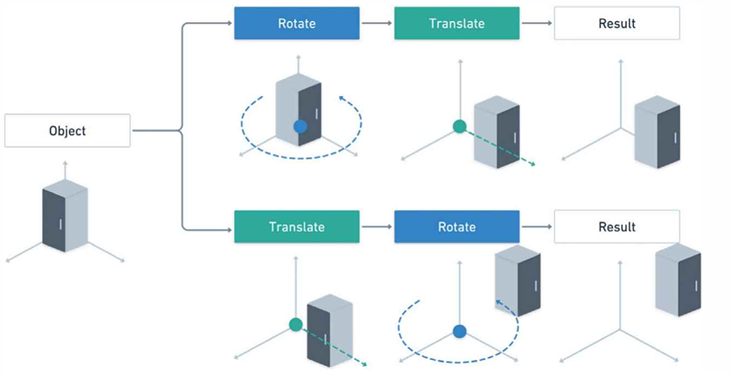 Rotate
Translate
Result
Object
Translate
Rotate
Result